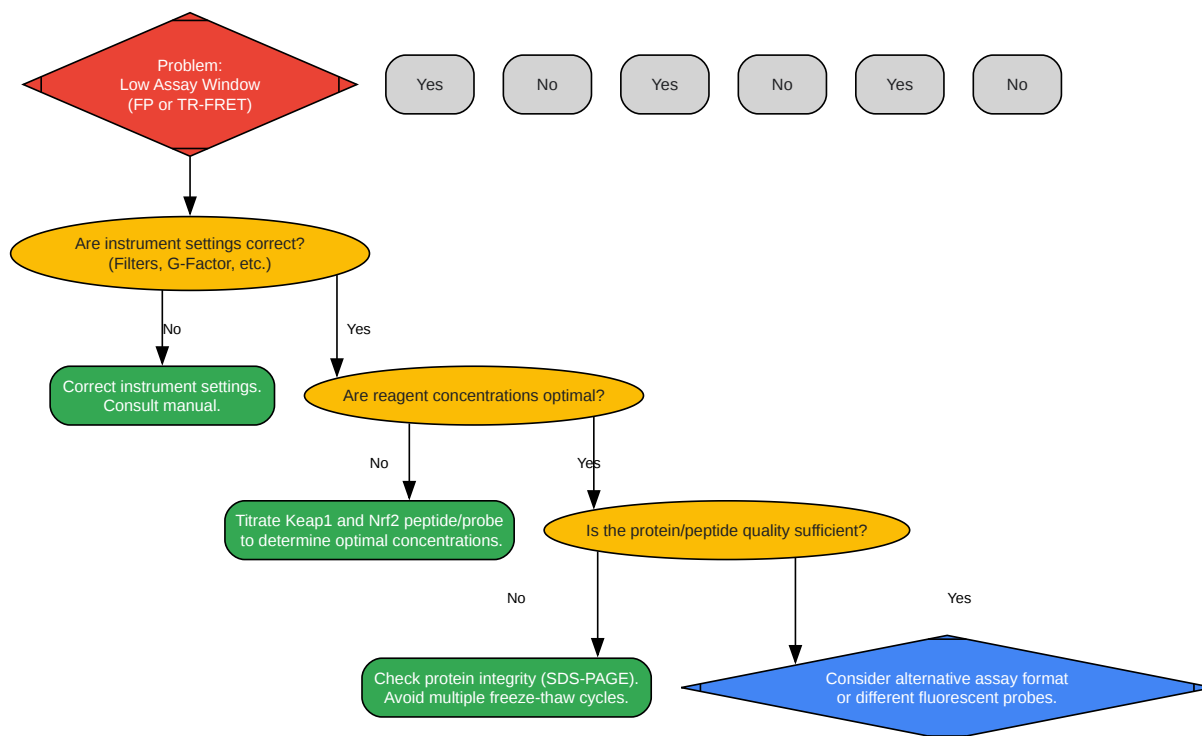 Problem:
Low Assay Window
(FP or TR-FRET)
Yes
No
Yes
No
Yes
No
Are instrument settings correct?
(Filters, G-Factor, etc.)
No
Yes
Correct instrument settings.
Consult manual.
Are reagent concentrations optimal?
No
Yes
Titrate Keap1 and Nrf2 peptide/probe
to determine optimal concentrations.
Is the protein/peptide quality sufficient?
No
Yes
Check protein integrity (SDS-PAGE).
Avoid multiple freeze-thaw cycles.
Consider alternative assay format
or different fluorescent probes.